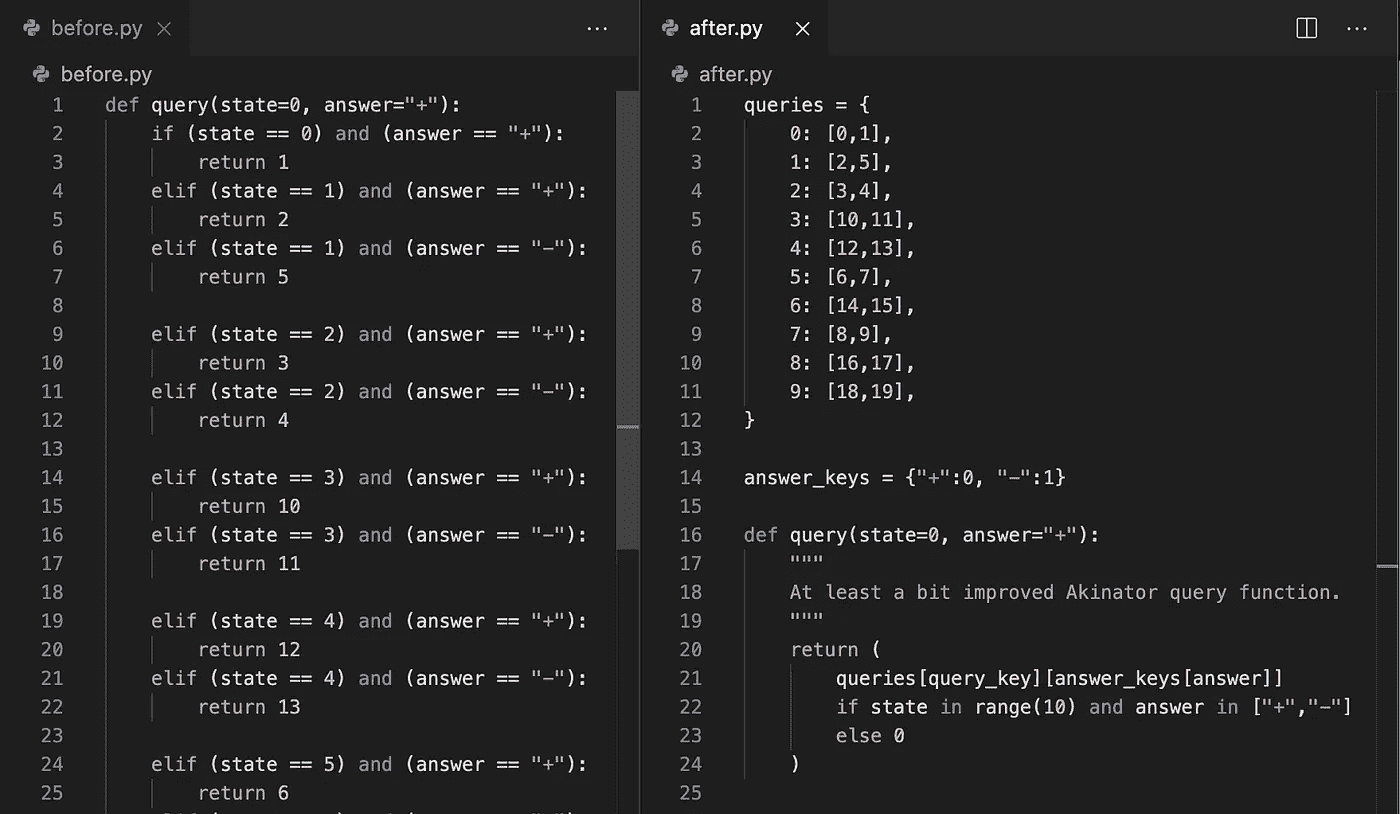 before.py
before.py
1 def query(state=0, answer="+"):
2     if (state == 0) and (answer == "+"):
3         return 1
4     elif (state == 1) and (answer == "+"):
5         return 2
6     elif (state == 1) and (answer == "-"):
7         return 5
8
9     elif (state == 2) and (answer == "+"):
10         return 3
11     elif (state == 2) and (answer == "-"):
12         return 4
13
14     elif (state == 3) and (answer == "+"):
15         return 10
16     elif (state == 3) and (answer == "-"):
17         return 11
18
19     elif (state == 4) and (answer == "+"):
20         return 12
21     elif (state == 4) and (answer == "-"):
22         return 13
23
24     elif (state == 5) and (answer == "+"):
25         return 6
after.py
after.py
1 queries = {
2     0: [0,1],
3     1: [2,5],
4     2: [3,4],
5     3: [10,11],
6     4: [12,13],
7     5: [6,7],
8     6: [14,15],
9     7: [8,9],
10     8: [16,17],
11     9: [18,19],
12 }
13
14 answer_keys = {"+":0, "-":1}
15
16 def query(state=0, answer="+"):
17     """
18     At least a bit improved Akinator query function.
19     """
20     return (
21         queries[query_key][answer_keys[answer]]
22         if state in range(10) and answer in ["+","-"]
23         else 0
24     )
25